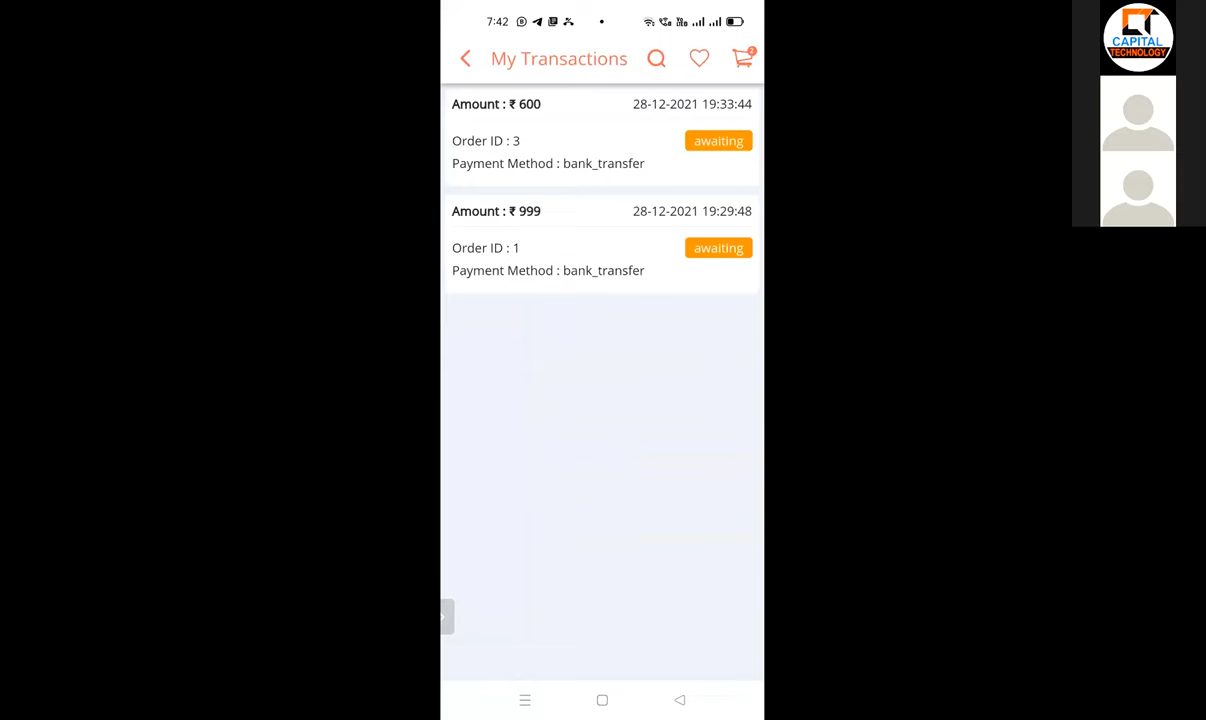 7:42
My Transactions
2
Amount : ₹ 600 28-12-2021 19:33:44
Order ID : 3 awaiting
Payment Method : bank_transfer
Amount : ₹ 999 28-12-2021 19:29:48
Order ID : 1 awaiting
Payment Method : bank_transfer
CAPITAL
TECHNOLOGY